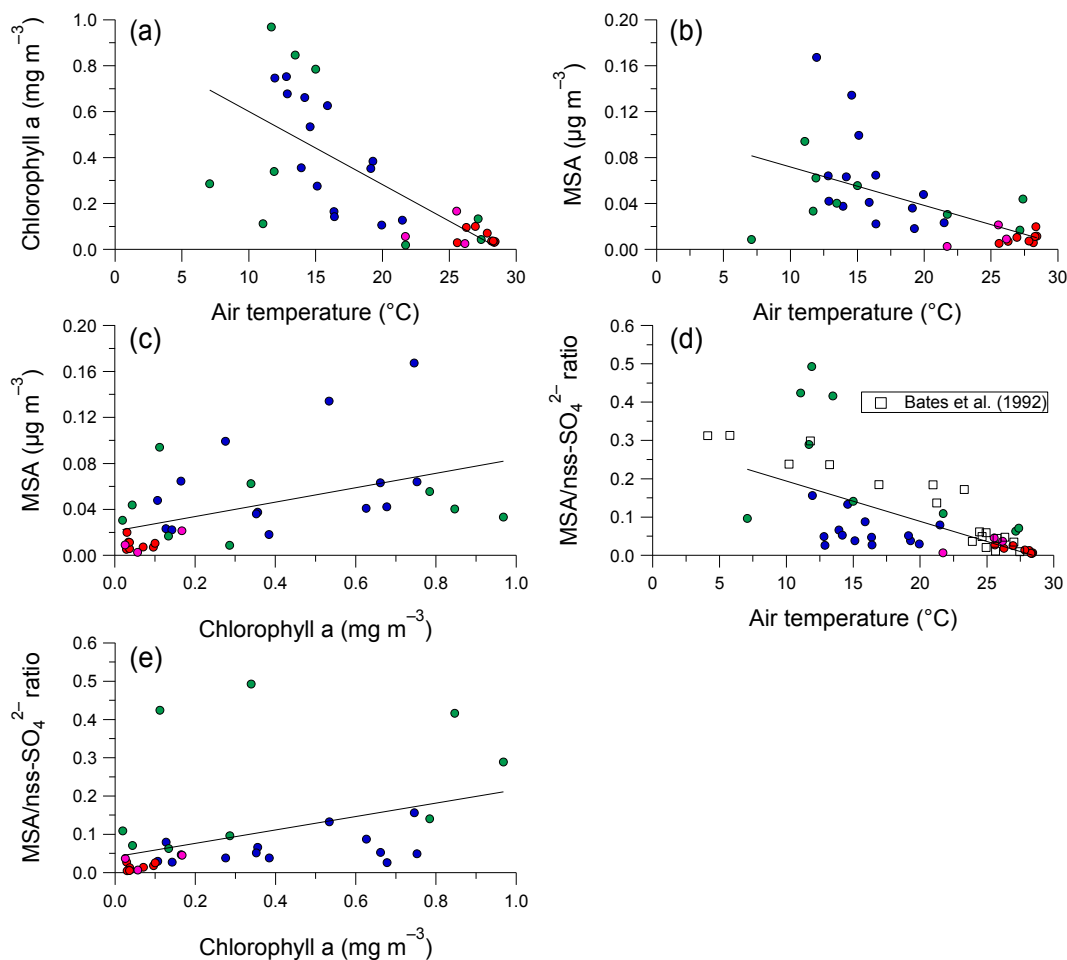 (a)
1.0
0.8
0.6
0.4
0.2
0.0
Chlorophyll a (mg m⁻³)
0 5 10 15 20 25 30
Air temperature (°C)
(b)
0.20
0.16
0.12
0.08
0.04
0.00
MSA (µg m⁻³)
0 5 10 15 20 25 30
Air temperature (°C)
(c)
0.20
0.16
0.12
0.08
0.04
0.00
MSA (µg m⁻³)
0.0 0.2 0.4 0.6 0.8 1.0
Chlorophyll a (mg m⁻³)
(d)
0.6
0.5
0.4
0.3
0.2
0.1
0.0
MSA/nss-SO₄²⁻ ratio
Bates et al. (1992)
0 5 10 15 20 25 30
Air temperature (°C)
(e)
0.6
0.5
0.4
0.3
0.2
0.1
0.0
MSA/nss-SO₄²⁻ ratio
0.0 0.2 0.4 0.6 0.8 1.0
Chlorophyll a (mg m⁻³)